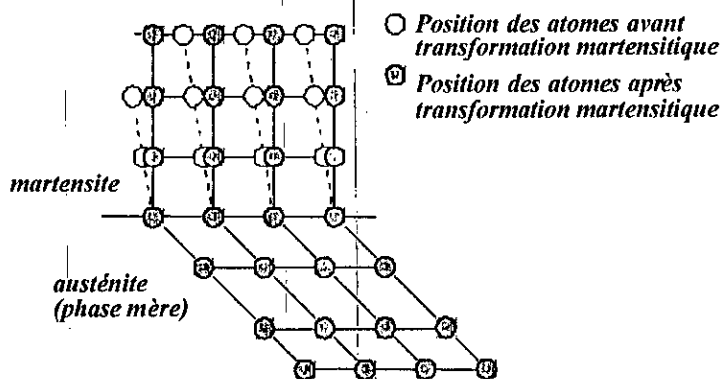 Position des atomes avant
transformation martensitique
Position des atomes après
transformation martensitique
martensite
austénite
(phase mère)